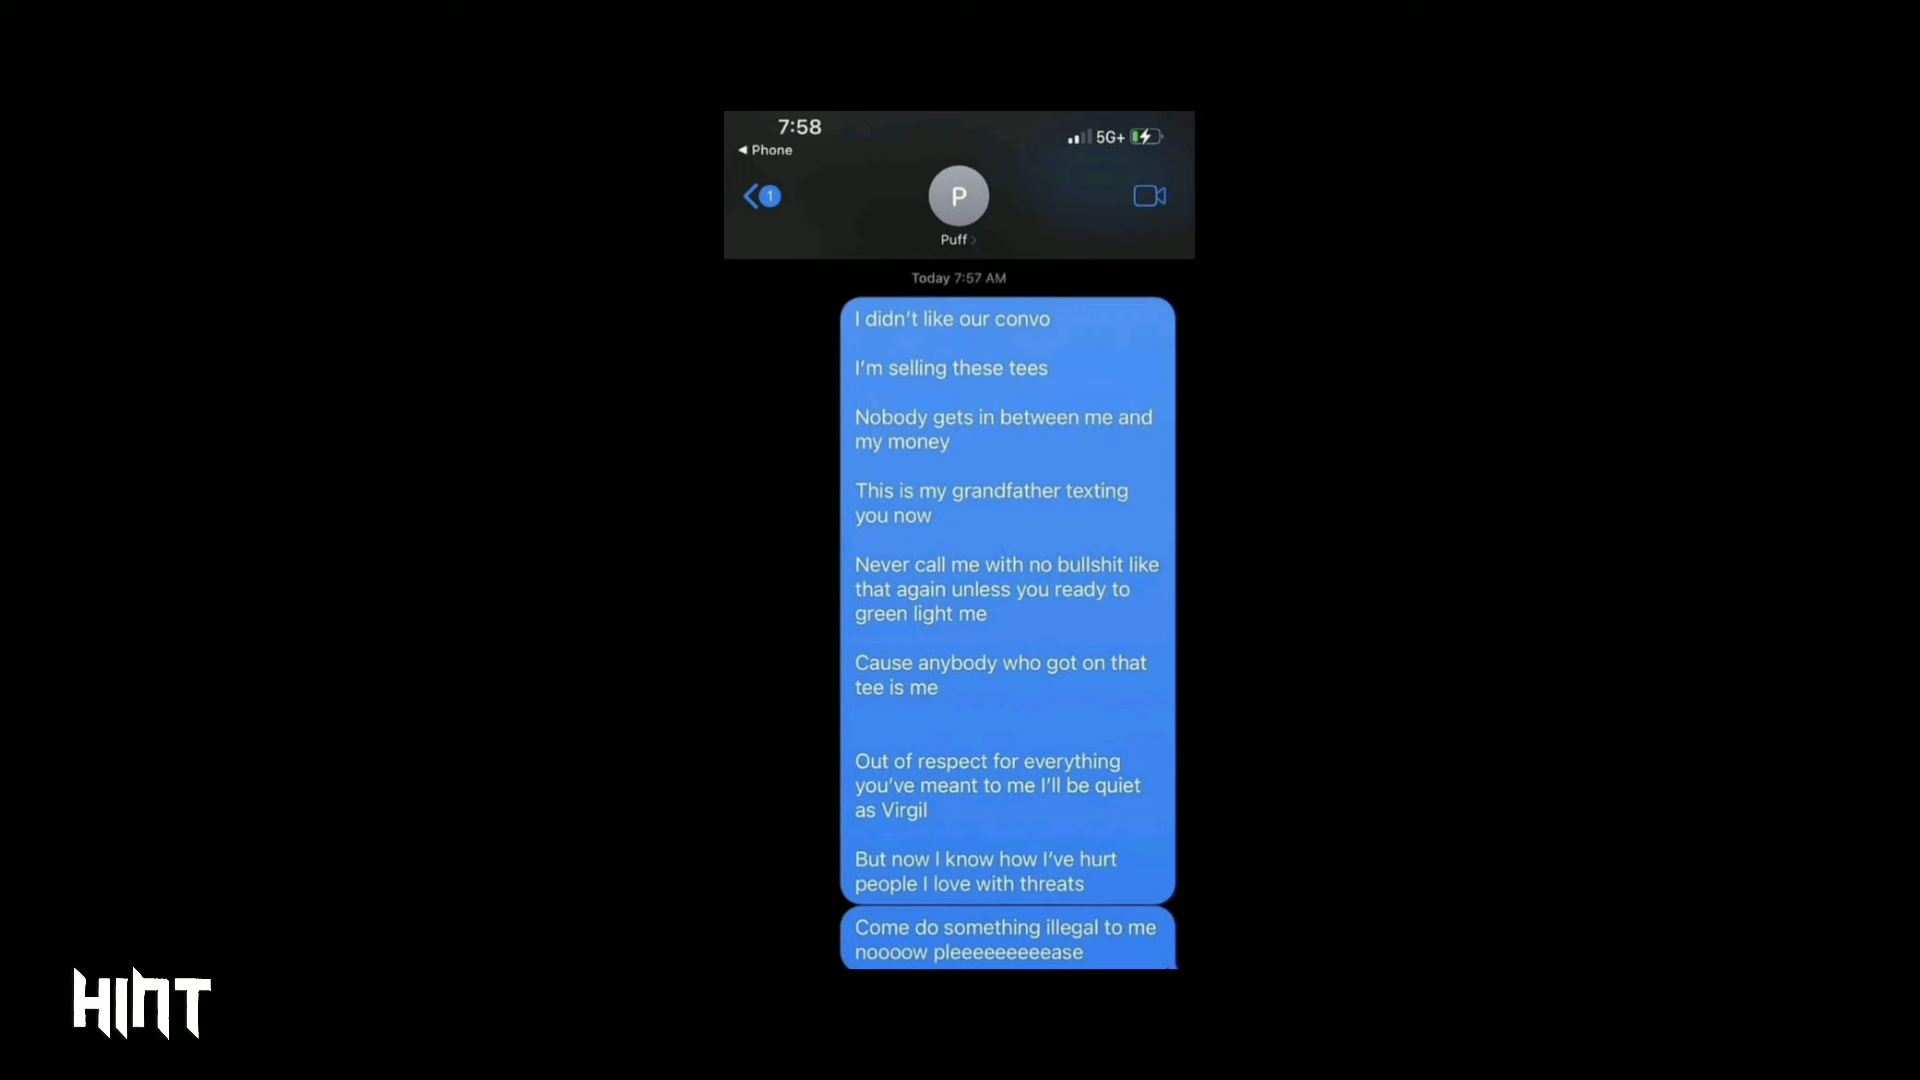 7:58
5G+
◀ Phone
1
P
Puff >
Today 7:57 AM
I didn't like our convo
I'm selling these tees
Nobody gets in between me and
my money
This is my grandfather texting
you now
Never call me with no bullshit like
that again unless you ready to
green light me
Cause anybody who got on that
tee is me
Out of respect for everything
you've meant to me I'll be quiet
as Virgil
But now I know how I've hurt
people I love with threats
Come do something illegal to me
noooow pleeeeeeeeease
HINT